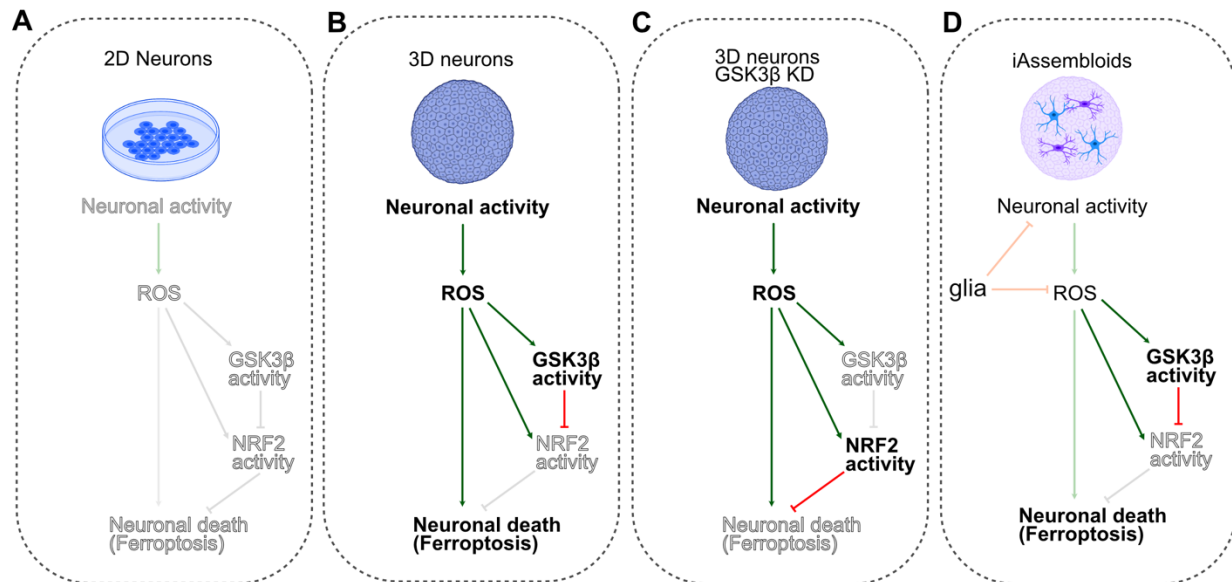 A
2D Neurons
Neuronal activity
ROS
GSK3β
activity
NRF2
activity
Neuronal death
(Ferroptosis)
B
3D neurons
Neuronal activity
ROS
GSK3β
activity
NRF2
activity
Neuronal death
(Ferroptosis)
C
3D neurons
GSK3β KD
Neuronal activity
ROS
GSK3β
activity
NRF2
activity
Neuronal death
(Ferroptosis)
D
iAssembloids
Neuronal activity
glia
ROS
GSK3β
activity
NRF2
activity
Neuronal death
(Ferroptosis)